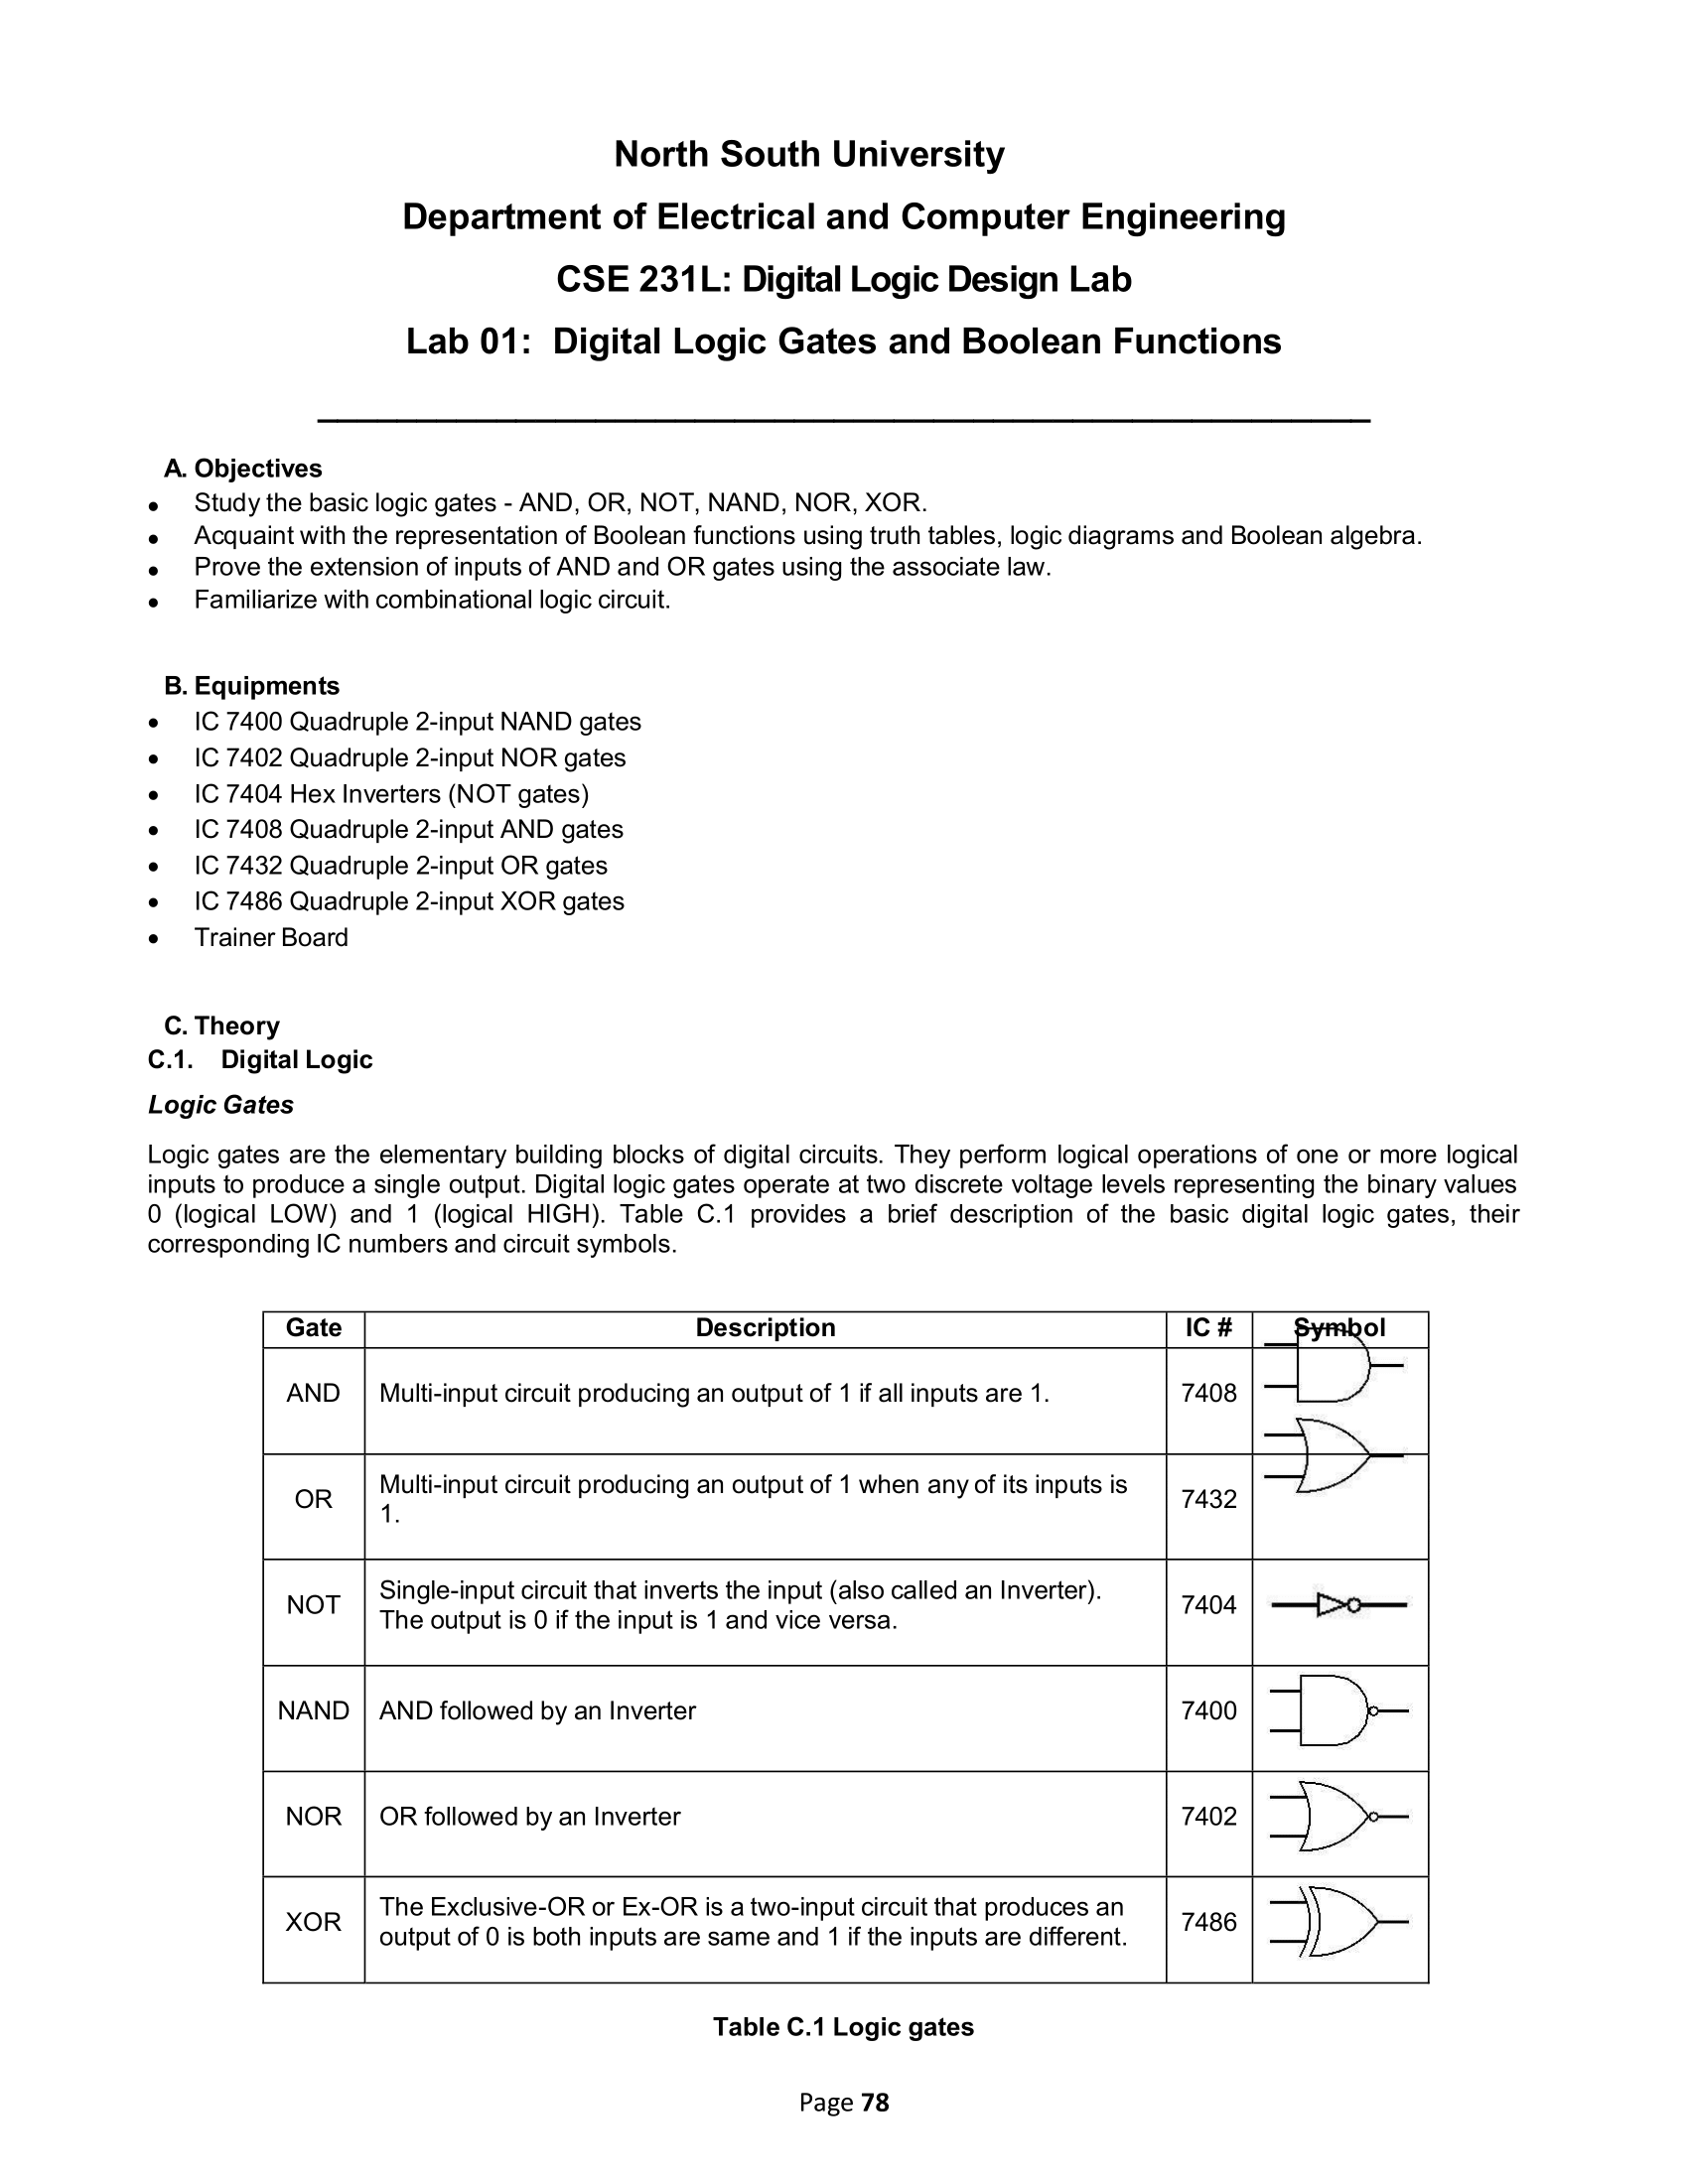 North South University
Department of Electrical and Computer Engineering
CSE 231L: Digital Logic Design Lab
Lab 01:  Digital Logic Gates and Boolean Functions
A. Objectives
• Study the basic logic gates - AND, OR, NOT, NAND, NOR, XOR.
• Acquaint with the representation of Boolean functions using truth tables, logic diagrams and Boolean algebra.
• Prove the extension of inputs of AND and OR gates using the associate law.
• Familiarize with combinational logic circuit.
B. Equipments
• IC 7400 Quadruple 2-input NAND gates
• IC 7402 Quadruple 2-input NOR gates
• IC 7404 Hex Inverters (NOT gates)
• IC 7408 Quadruple 2-input AND gates
• IC 7432 Quadruple 2-input OR gates
• IC 7486 Quadruple 2-input XOR gates
• Trainer Board
C. Theory
C.1. Digital Logic
Logic Gates
Logic gates are the elementary building blocks of digital circuits. They perform logical operations of one or more logical
inputs to produce a single output. Digital logic gates operate at two discrete voltage levels representing the binary values
0 (logical LOW) and 1 (logical HIGH). Table C.1 provides a brief description of the basic digital logic gates, their
corresponding IC numbers and circuit symbols.
Gate Description IC # Symbol
AND Multi-input circuit producing an output of 1 if all inputs are 1. 7408
OR Multi-input circuit producing an output of 1 when any of its inputs is
1. 7432
NOT Single-input circuit that inverts the input (also called an Inverter).
The output is 0 if the input is 1 and vice versa. 7404
NAND AND followed by an Inverter 7400
NOR OR followed by an Inverter 7402
XOR The Exclusive-OR or Ex-OR is a two-input circuit that produces an
output of 0 is both inputs are same and 1 if the inputs are different. 7486
Table C.1 Logic gates
Page 78